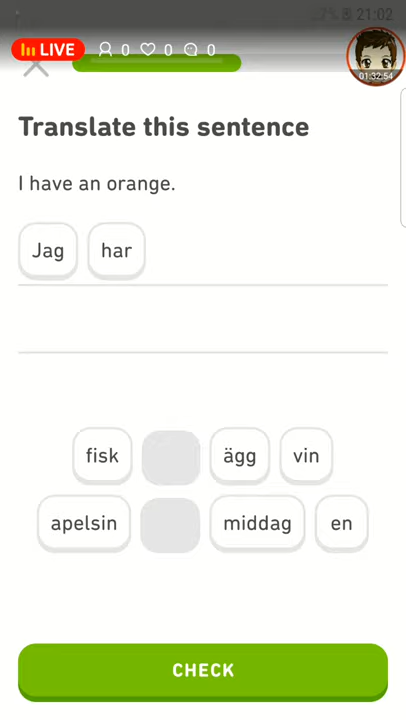 21:02
LIVE 0 0 0
01:32:54
Translate this sentence
I have an orange.
Jag har
fisk ägg vin
apelsin middag en
CHECK